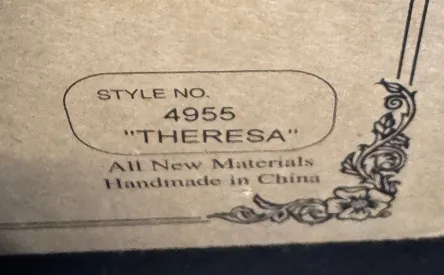 STYLE NO.
4955
"THERESA"
All New Materials
Handmade in China